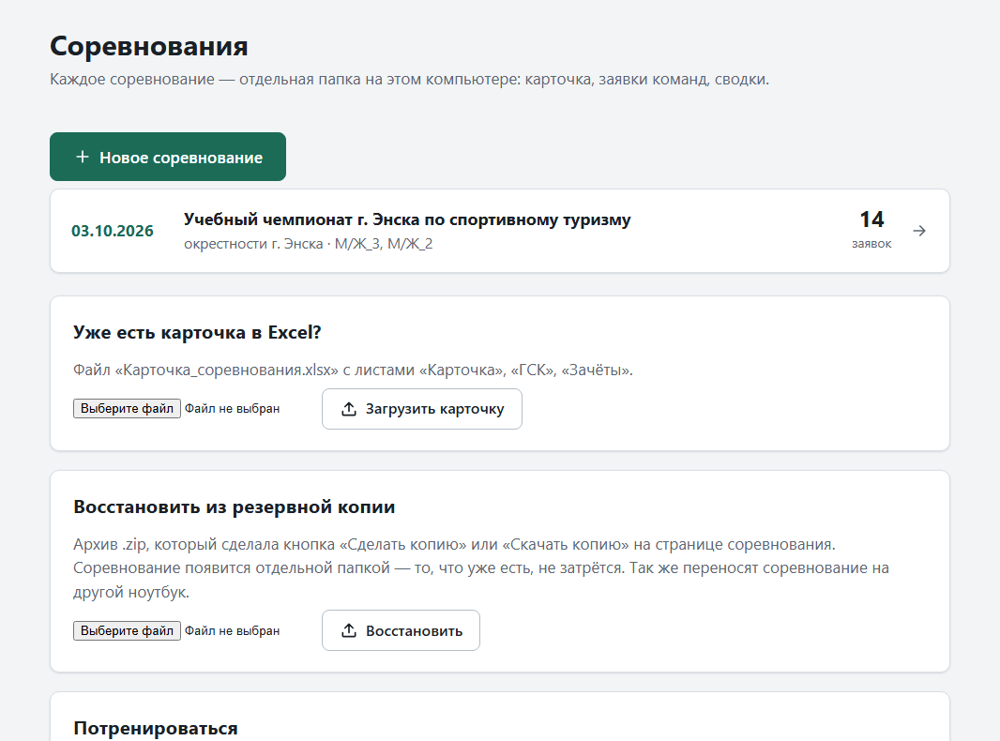 Соревнования
Каждое соревнование — отдельная папка на этом компьютере: карточка, заявки команд, сводки.
+ Новое соревнование
03.10.2026
Учебный чемпионат г. Энска по спортивному туризму
окрестности г. Энска · М/Ж_3, М/Ж_2
14
заявок
Уже есть карточка в Excel?
Файл «Карточка_соревнования.xlsx» с листами «Карточка», «ГСК», «Зачёты».
Выберите файл Файл не выбран
Загрузить карточку
Восстановить из резервной копии
Архив .zip, который сделала кнопка «Сделать копию» или «Скачать копию» на странице соревнования.
Соревнование появится отдельной папкой — то, что уже есть, не затрётся. Так же переносят соревнование на
другой ноутбук.
Выберите файл Файл не выбран
Восстановить
Потренироваться